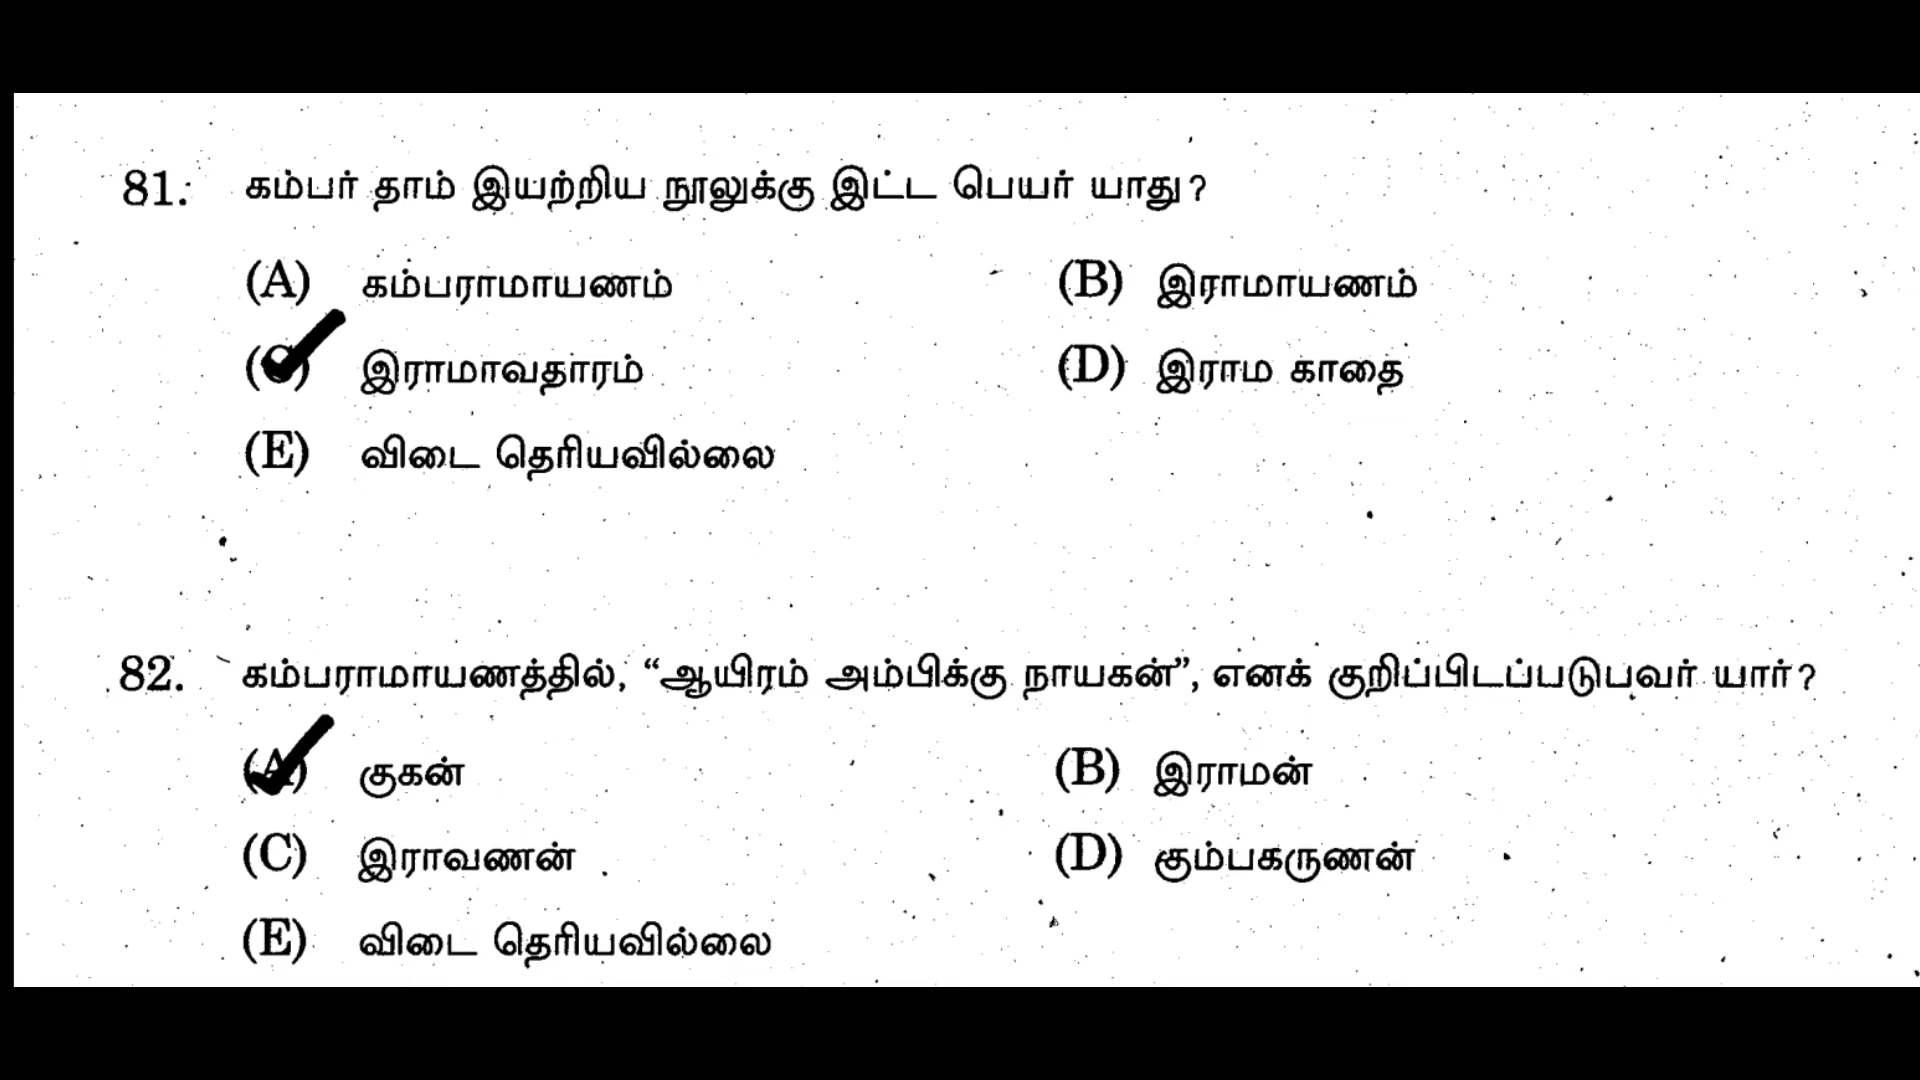 81. கம்பர் தாம் இயற்றிய நூலுக்கு இட்ட பெயர் யாது?
(A) கம்பராமாயணம் (B) இராமாயணம்
(C) இராமாவதாரம் (D) இராம காதை
(E) விடை தெரியவில்லை
82. கம்பராமாயணத்தில், “ஆயிரம் அம்பிக்கு நாயகன்”, எனக் குறிப்பிடப்படுபவர் யார்?
(A) குகன் (B) இராமன்
(C) இராவணன் (D) கும்பகருணன்
(E) விடை தெரியவில்லை